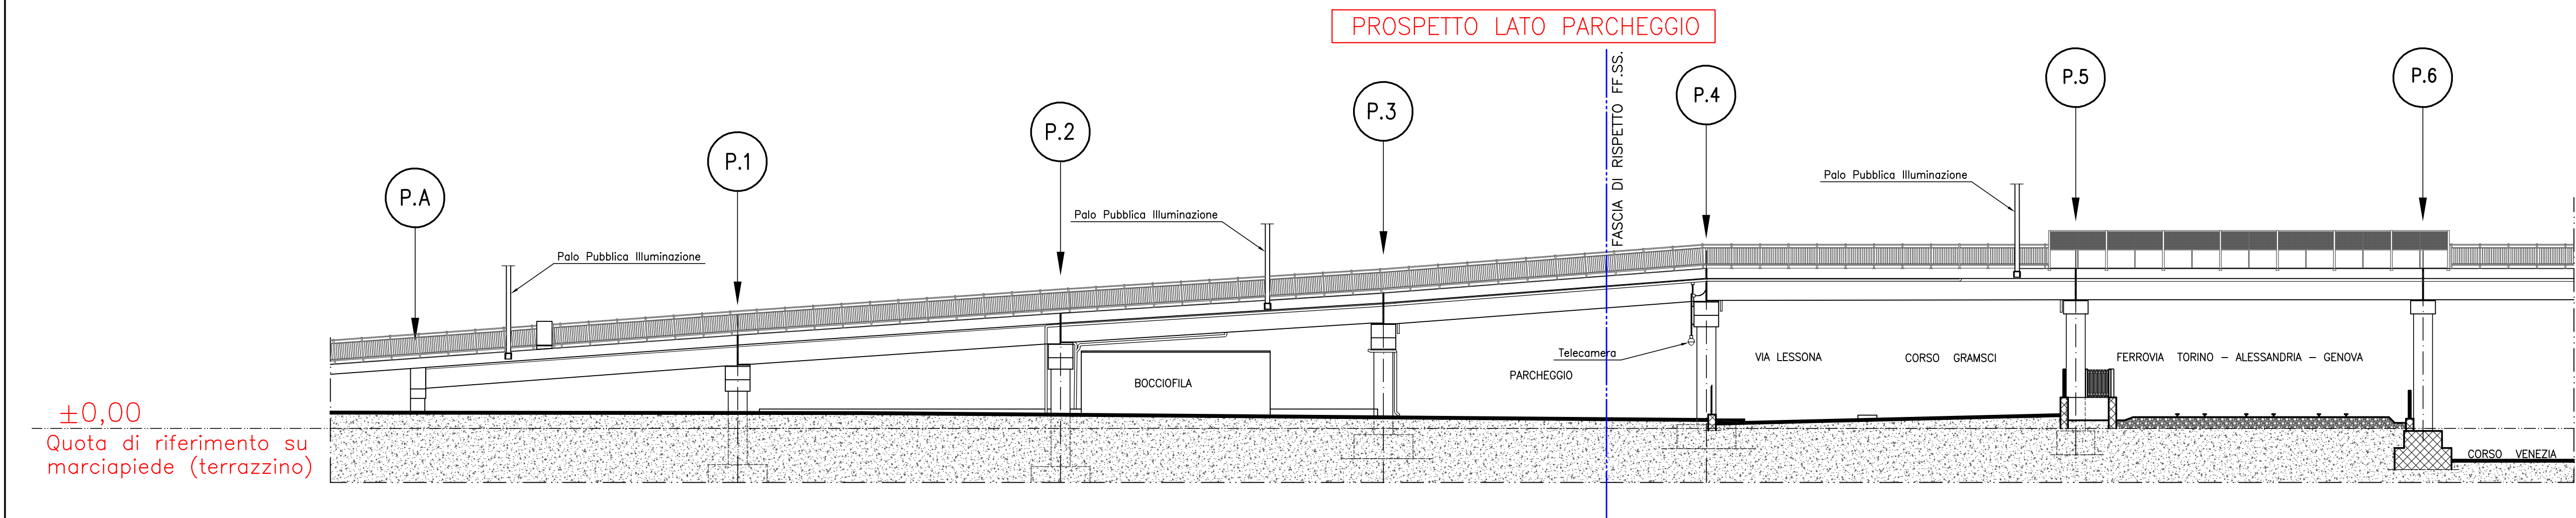 PROSPETTO LATO PARCHEGGIO
FASCIA DI RISPETTO FF.SS.
P.A
P.1
P.2
P.3
P.4
P.5
P.6
Palo Pubblica Illuminazione
Palo Pubblica Illuminazione
Palo Pubblica Illuminazione
Telecamera
BOCCIOFILA
PARCHEGGIO
VIA LESSONA
CORSO GRAMSCI
FERROVIA TORINO – ALESSANDRIA – GENOVA
CORSO VENEZIA
±0,00
Quota di riferimento su
marciapiede (terrazzino)